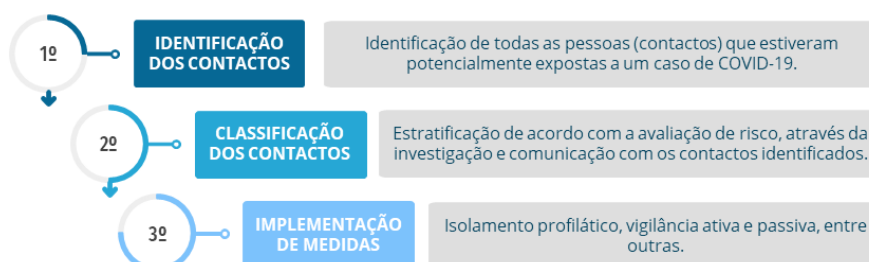 1º
IDENTIFICAÇÃO
DOS CONTACTOS
Identificação de todas as pessoas (contactos) que estiveram
potencialmente expostas a um caso de COVID-19.
2º
CLASSIFICAÇÃO
DOS CONTACTOS
Estratificação de acordo com a avaliação de risco, através da
investigação e comunicação com os contactos identificados.
3º
IMPLEMENTAÇÃO
DE MEDIDAS
Isolamento profilático, vigilância ativa e passiva, entre
outras.